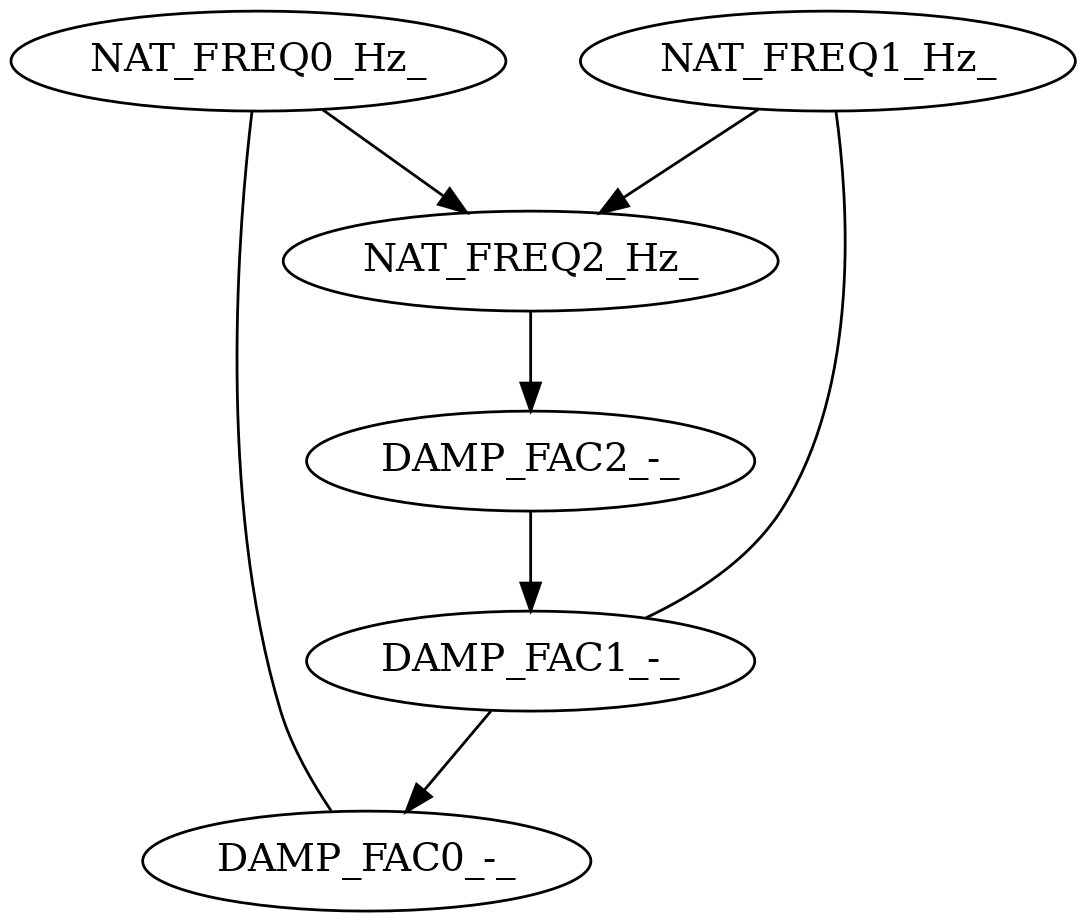 NAT_FREQ0_Hz_
NAT_FREQ1_Hz_
NAT_FREQ2_Hz_
DAMP_FAC2_-_
DAMP_FAC1_-_
DAMP_FAC0_-_